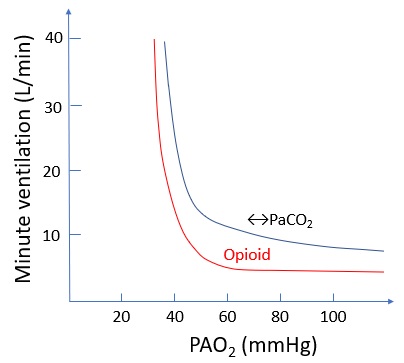 Minute ventilation (L/min)
40
30
20
10
↔PaCO₂
Opioid
20 40 60 80 100
PAO₂ (mmHg)